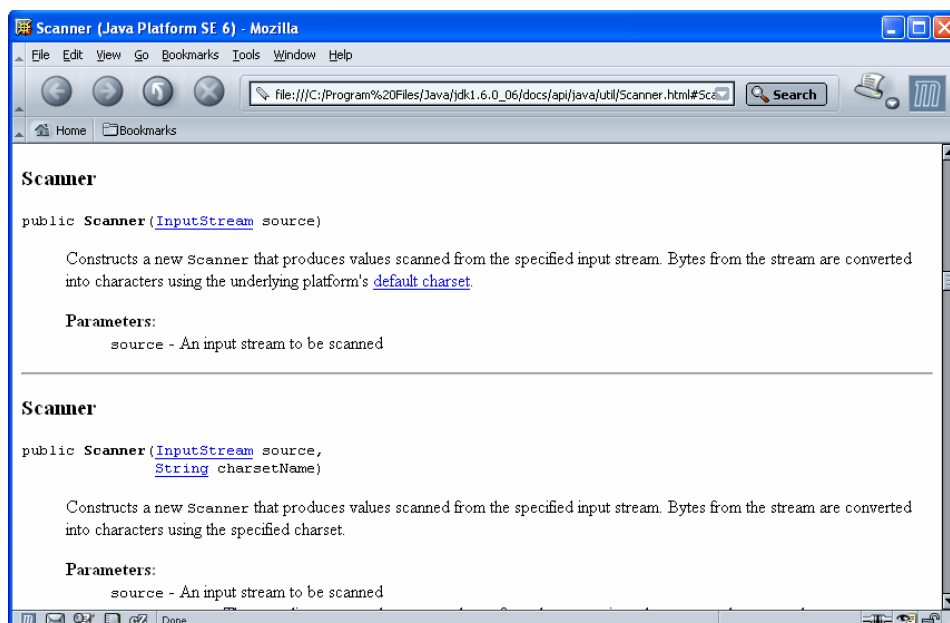 Scanner (Java Platform SE 6) - Mozilla
File Edit View Go Bookmarks Tools Window Help
file:///C:/Program%20Files/Java/jdk1.6.0_06/docs/api/java/util/Scanner.html#Sca
Search
Home Bookmarks
Scanner
public Scanner(InputStream source)
Constructs a new Scanner that produces values scanned from the specified input stream. Bytes from the stream are converted
into characters using the underlying platform's default charset.
Parameters:
source - An input stream to be scanned
Scanner
public Scanner(InputStream source,
String charsetName)
Constructs a new Scanner that produces values scanned from the specified input stream. Bytes from the stream are converted
into characters using the specified charset.
Parameters:
source - An input stream to be scanned
Done